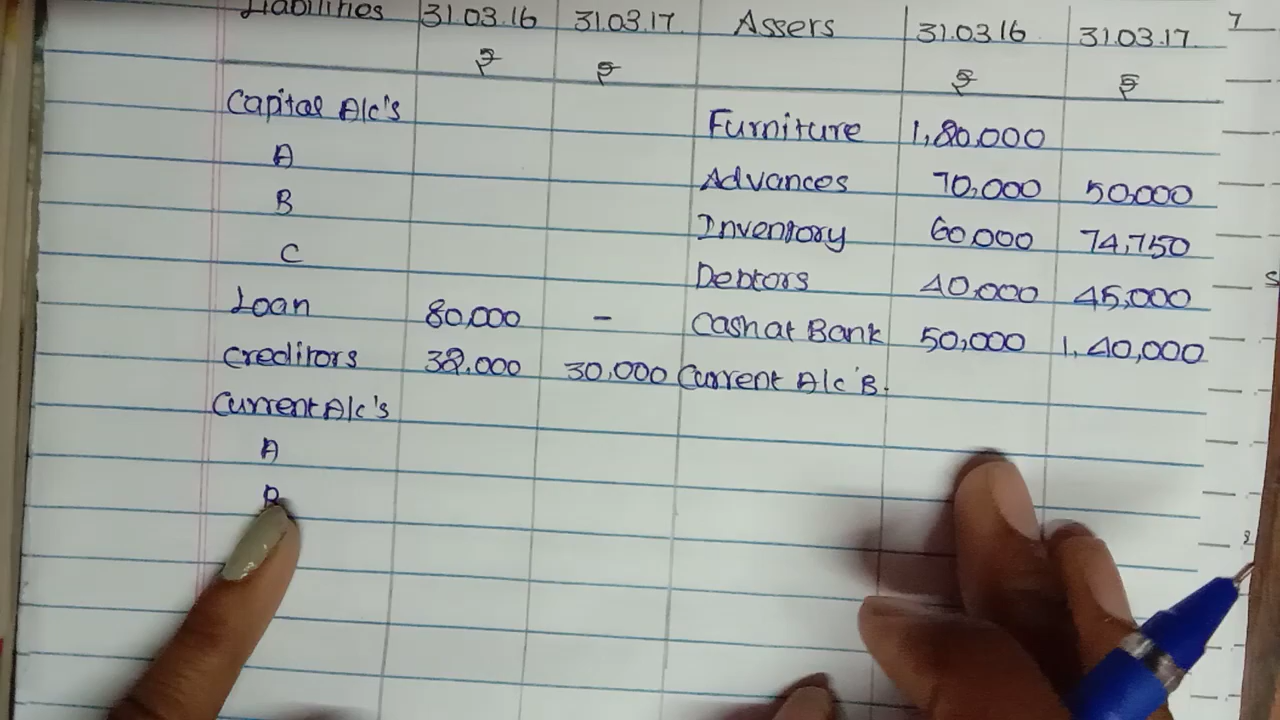 Liabilities 31.03.16 31.03.17. Assers 31.03.16 31.03.17
₹ ₹ ₹ ₹
Capital A/c's Furniture 1,80,000
A Advances 70,000 50,000
B Inventory 60,000 74,750
C Debtors 40,000 45,000
Loan 80,000 - Cash at Bank 50,000 1,40,000
Creditors 38,000 30,000 Current A/c 'B.
Current A/c's
A
B